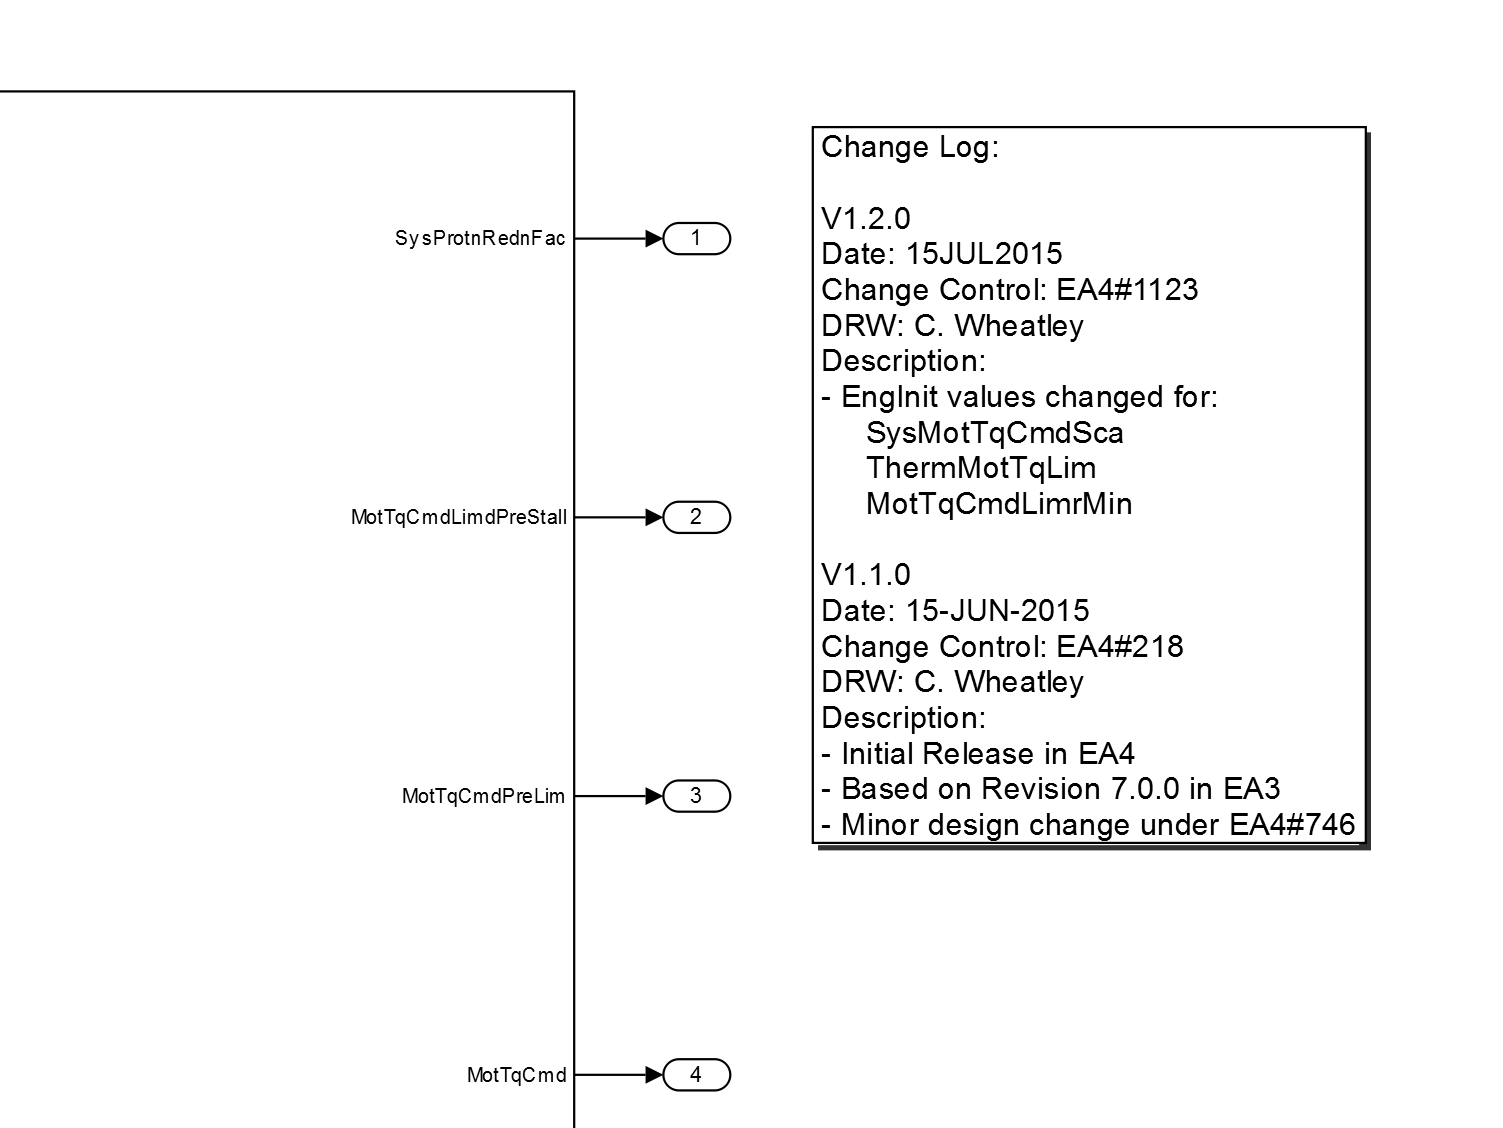 SysProtnRednFac
1
MotTqCmdLimdPreStall
2
MotTqCmdPreLim
3
MotTqCmd
4
Change Log:
V1.2.0
Date: 15JUL2015
Change Control: EA4#1123
DRW: C. Wheatley
Description:
- EngInit values changed for:
SysMotTqCmdSca
ThermMotTqLim
MotTqCmdLimrMin
V1.1.0
Date: 15-JUN-2015
Change Control: EA4#218
DRW: C. Wheatley
Description:
- Initial Release in EA4
- Based on Revision 7.0.0 in EA3
- Minor design change under EA4#746